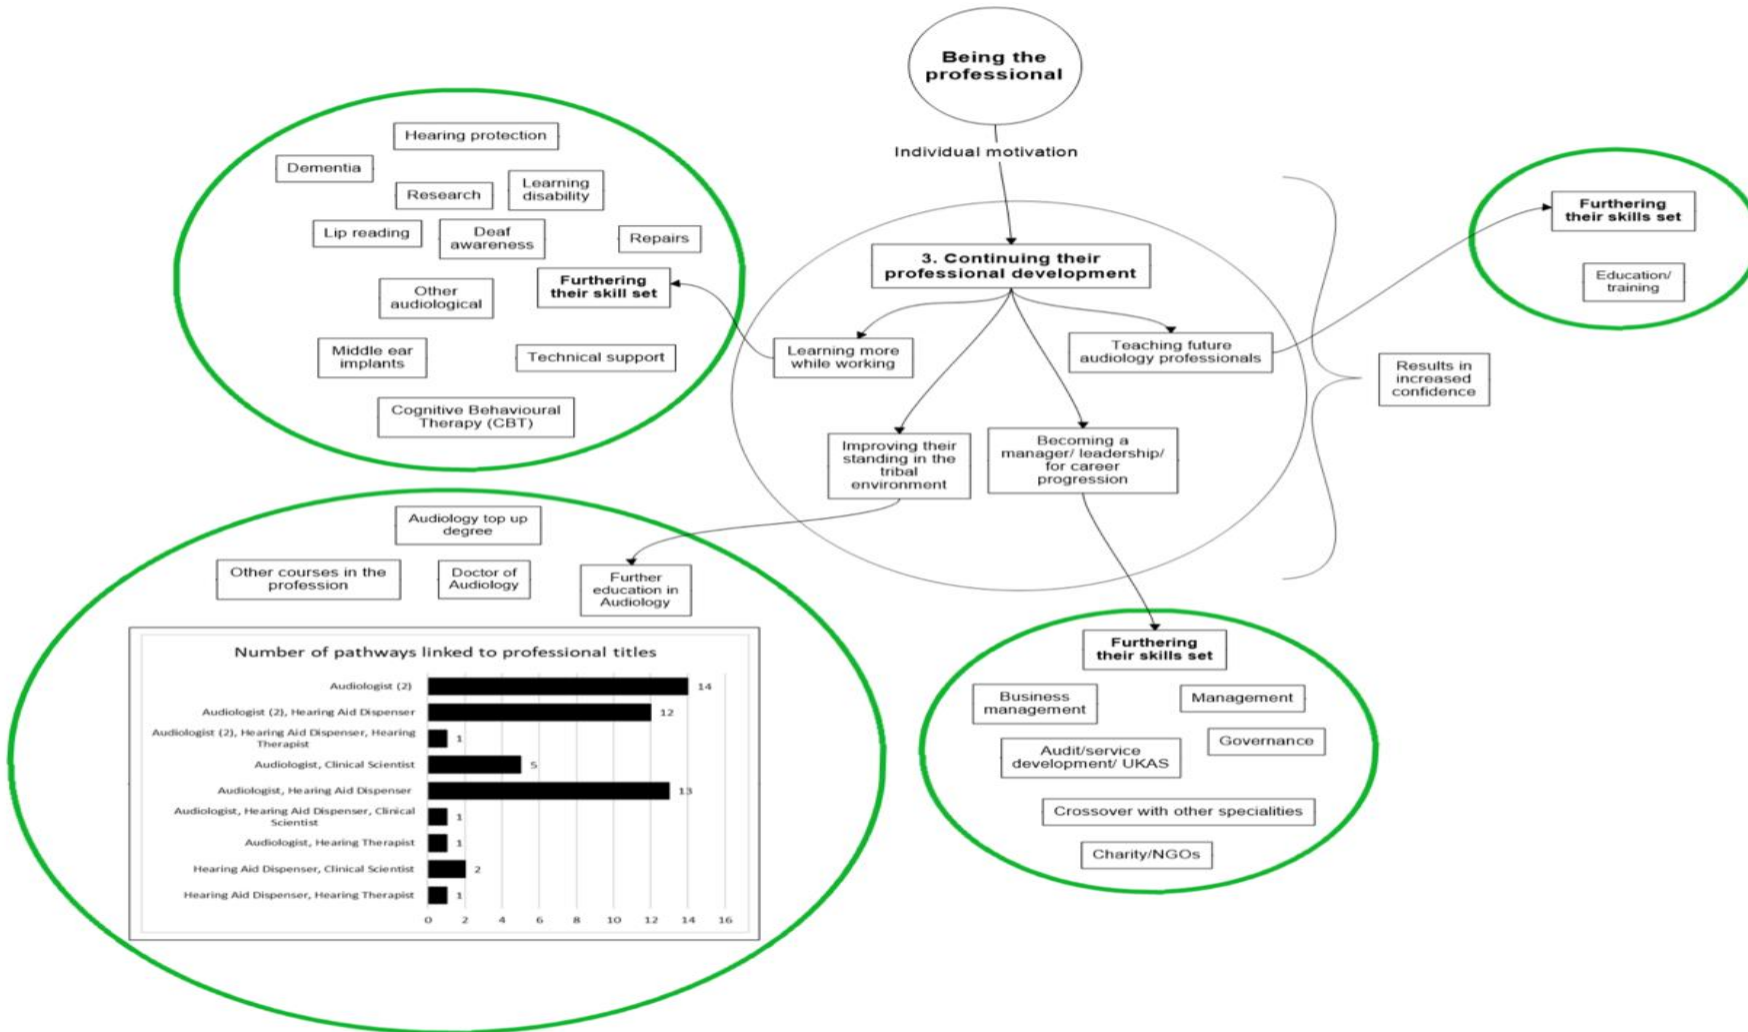 Being the
professional
Individual motivation
3. Continuing their
professional development
Learning more
while working
Teaching future
audiology professionals
Improving their
standing in the
tribal
environment
Becoming a
manager/ leadership/
for career
progression
Results in
increased
confidence
Hearing protection
Dementia
Research
Learning
disability
Lip reading
Deaf
awareness
Repairs
Furthering
their skill set
Other
audiological
Middle ear
implants
Technical support
Cognitive Behavioural
Therapy (CBT)
Furthering
their skills set
Education/
training
Audiology top up
degree
Other courses in the
profession
Doctor of
Audiology
Further
education in
Audiology
Number of pathways linked to professional titles
Audiologist (2) 14
Audiologist (2), Hearing Aid Dispenser 12
Audiologist (2), Hearing Aid Dispenser, Hearing
Therapist 1
Audiologist, Clinical Scientist 5
Audiologist, Hearing Aid Dispenser 13
Audiologist, Hearing Aid Dispenser, Clinical
Scientist 1
Audiologist, Hearing Therapist 1
Hearing Aid Dispenser, Clinical Scientist 2
Hearing Aid Dispenser, Hearing Therapist 1
0 2 4 6 8 10 12 14 16
Furthering
their skills set
Business
management
Management
Audit/service
development/ UKAS
Governance
Crossover with other specialities
Charity/NGOs